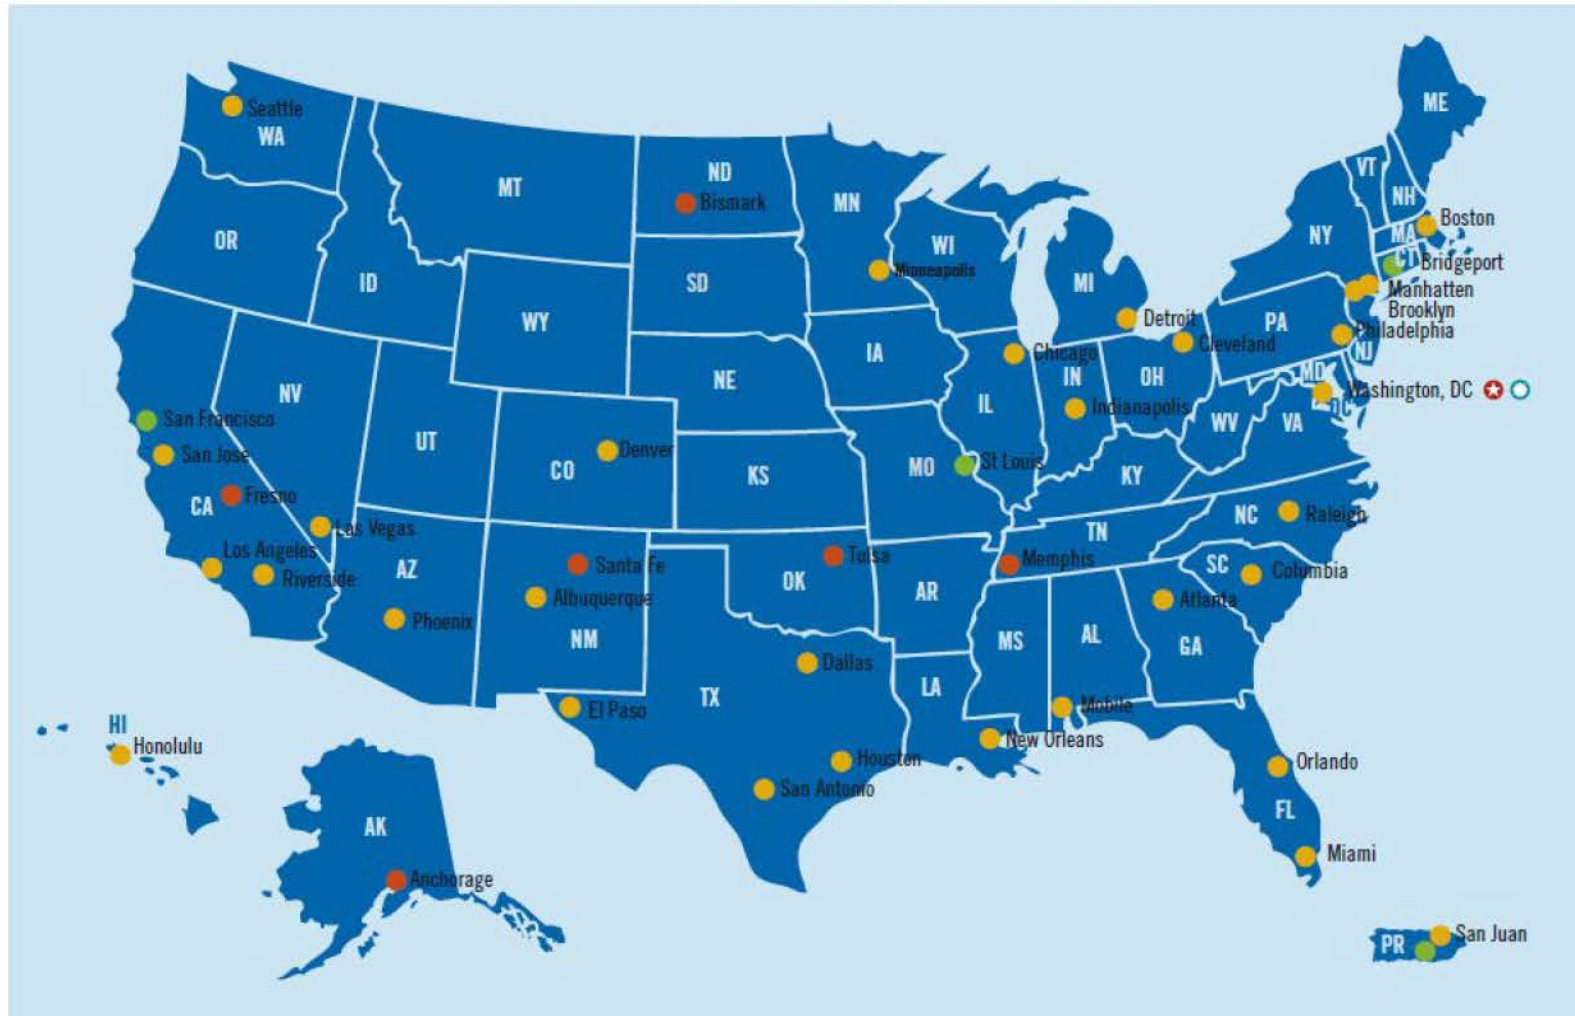 ME
Seattle
WA
MT
ND
Bismark
MN
VT
NH
OR
ID
WI
NY
MA
Boston
SD
Minneapolis
MI
CT
Bridgeport
Manhatten
Brooklyn
WY
Detroit
PA
Philadelphia
IA
Chicago
Cleveland
NJ
NE
IN
OH
MD
Washington, DC
NV
IL
Indianapolis
DC
San Francisco
UT
WV
VA
San Jose
CO
Denver
KS
MO
St Louis
KY
CA
Fresno
Las Vegas
NC
Raleigh
TN
Los Angeles
Riverside
AZ
Santa Fe
OK
Tulsa
Memphis
SC
Columbia
Albuquerque
AR
Atlanta
Phoenix
NM
MS
AL
GA
Dallas
TX
LA
El Paso
Mobile
HI
Honolulu
New Orleans
Houston
Orlando
San Antonio
FL
AK
Miami
Anchorage
PR
San Juan